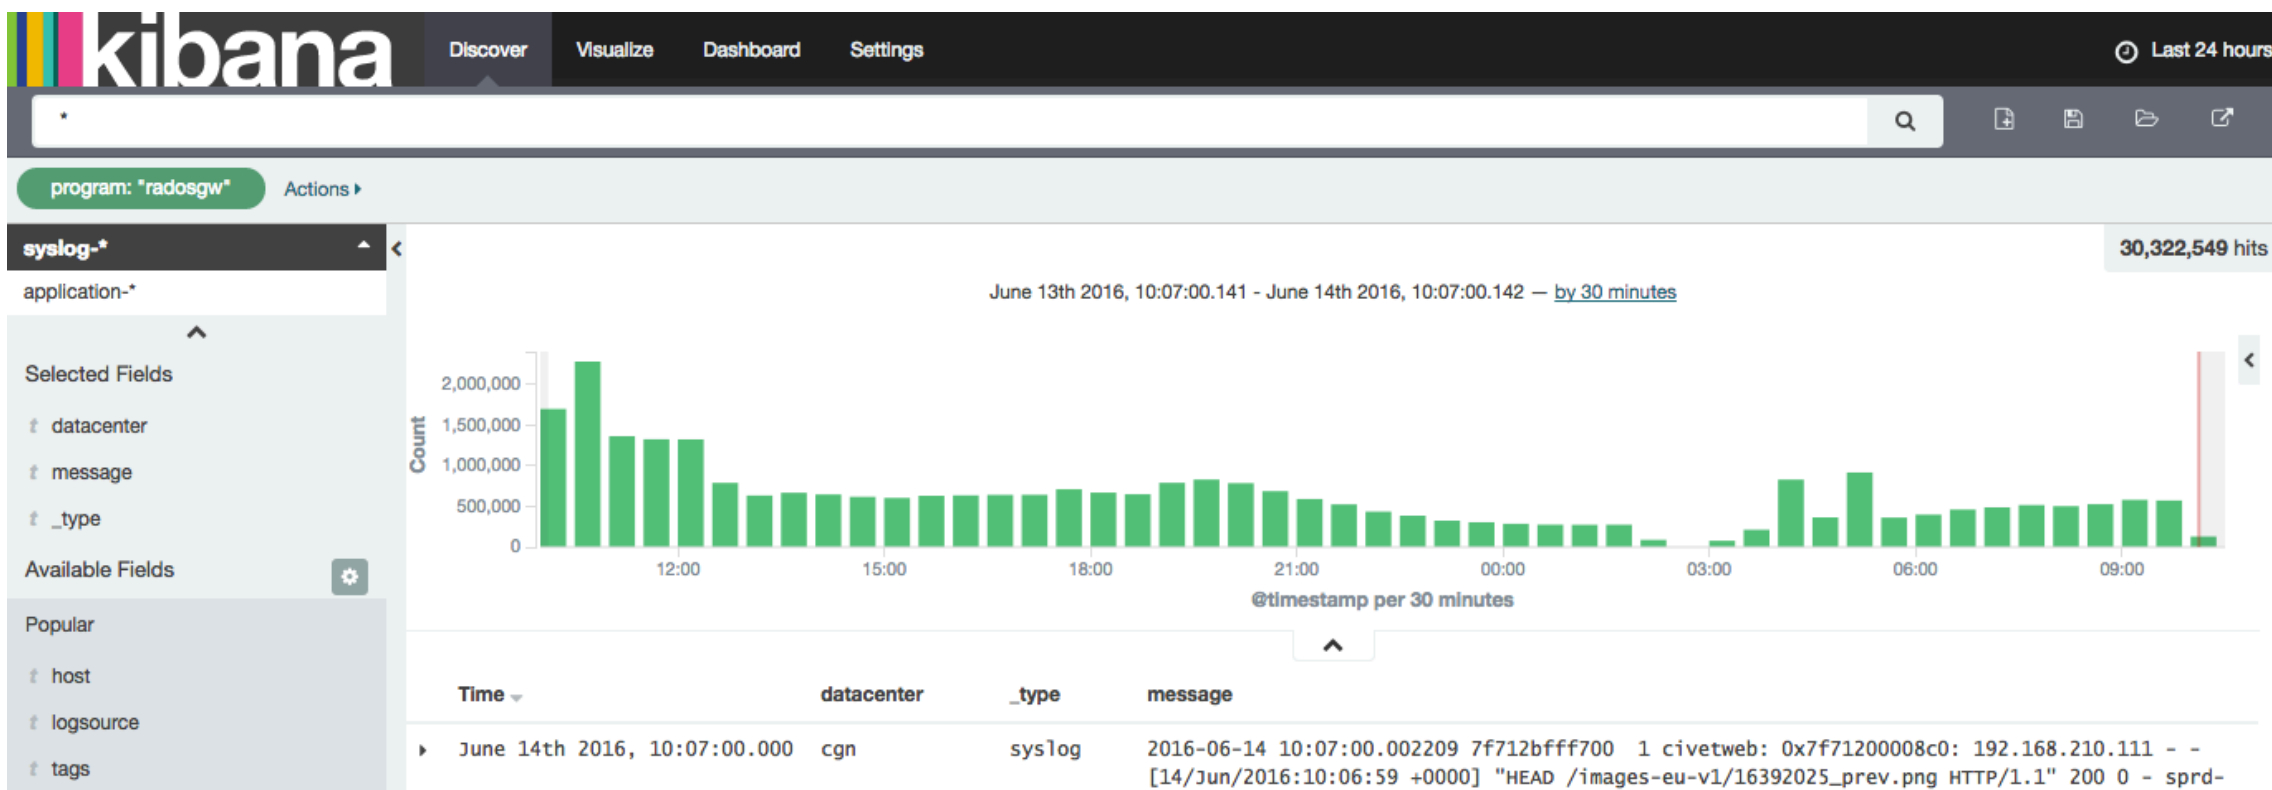 kibana Discover Visualize Dashboard Settings Last 24 hours
*
program: "radosgw" Actions
syslog-*
30,322,549 hits
application-*
June 13th 2016, 10:07:00.141 - June 14th 2016, 10:07:00.142 — by 30 minutes
Selected Fields
t datacenter
t message
t _type
Available Fields
Popular
t host
t logsource
t tags
Count
2,000,000
1,500,000
1,000,000
500,000
0
12:00 15:00 18:00 21:00 00:00 03:00 06:00 09:00
@timestamp per 30 minutes
Time datacenter _type message
June 14th 2016, 10:07:00.000 cgn syslog 2016-06-14 10:07:00.002209 7f712bfff700 1 civetweb: 0x7f71200008c0: 192.168.210.111 - -
[14/Jun/2016:10:06:59 +0000] "HEAD /images-eu-v1/16392025_prev.png HTTP/1.1" 200 0 - sprd-